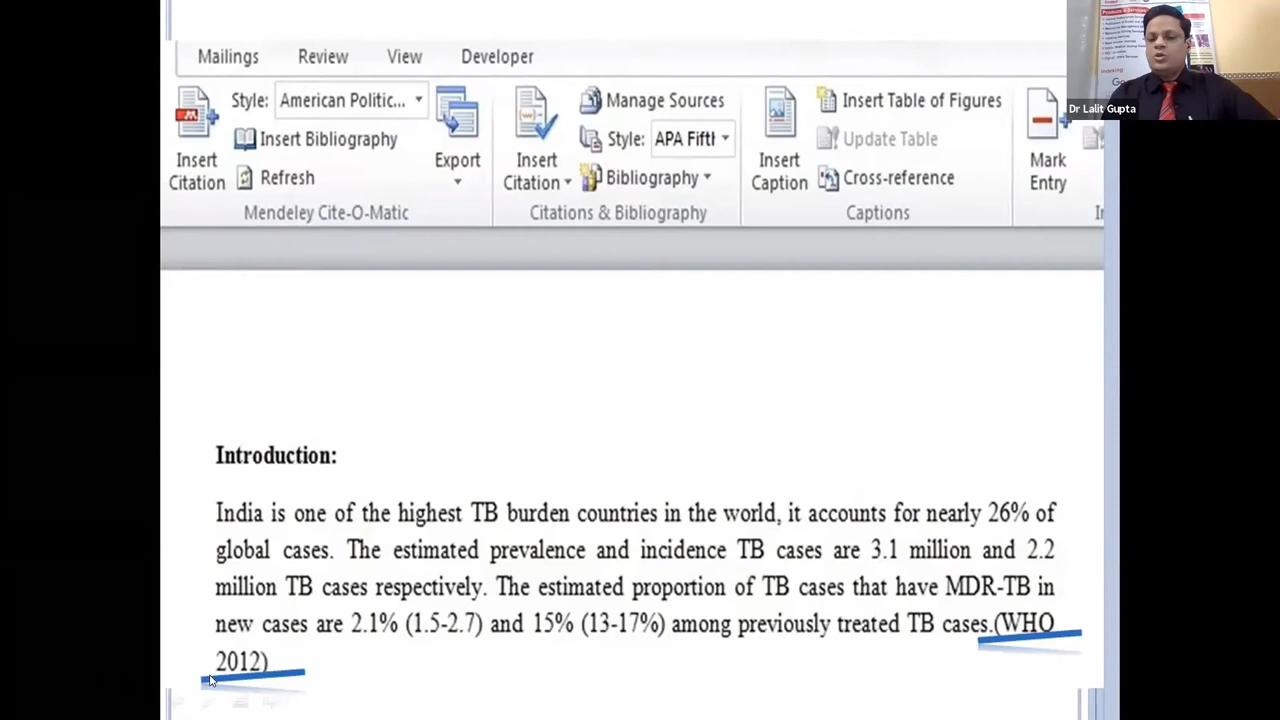 Mailings Review View Developer
Insert Citation
Style: American Politic...
Insert Bibliography
Refresh
Export
Mendeley Cite-O-Matic
Insert Citation
Manage Sources
Style: APA Fift
Bibliography
Citations & Bibliography
Insert Caption
Insert Table of Figures
Update Table
Cross-reference
Captions
Mark Entry
Dr Lalit Gupta
Introduction:
India is one of the highest TB burden countries in the world, it accounts for nearly 26% of
global cases. The estimated prevalence and incidence TB cases are 3.1 million and 2.2
million TB cases respectively. The estimated proportion of TB cases that have MDR-TB in
new cases are 2.1% (1.5-2.7) and 15% (13-17%) among previously treated TB cases.(WHO
2012)